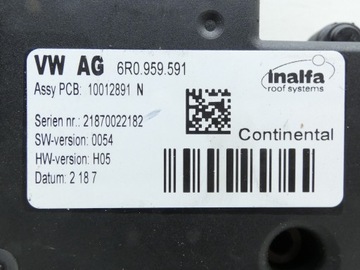 VW AG 6R0.959.591
Assy PCB: 10012891 N
Serien nr.: 21870022182
SW-version: 0054
HW-version: H05
Datum: 2 18 7
inalfa
roof systems
Continental